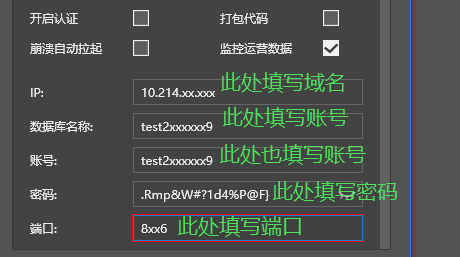 开启认证 打包代码
崩溃自动拉起 监控运营数据
IP: 10.214.xx.xxx 此处填写域名
数据库名称: test2xxxxxx9 此处填写账号
账号: test2xxxxxx9 此处也填写账号
密码: .Rmp&W#?1d4%P@F} 此处填写密码
端口: 8xx6 此处填写端口